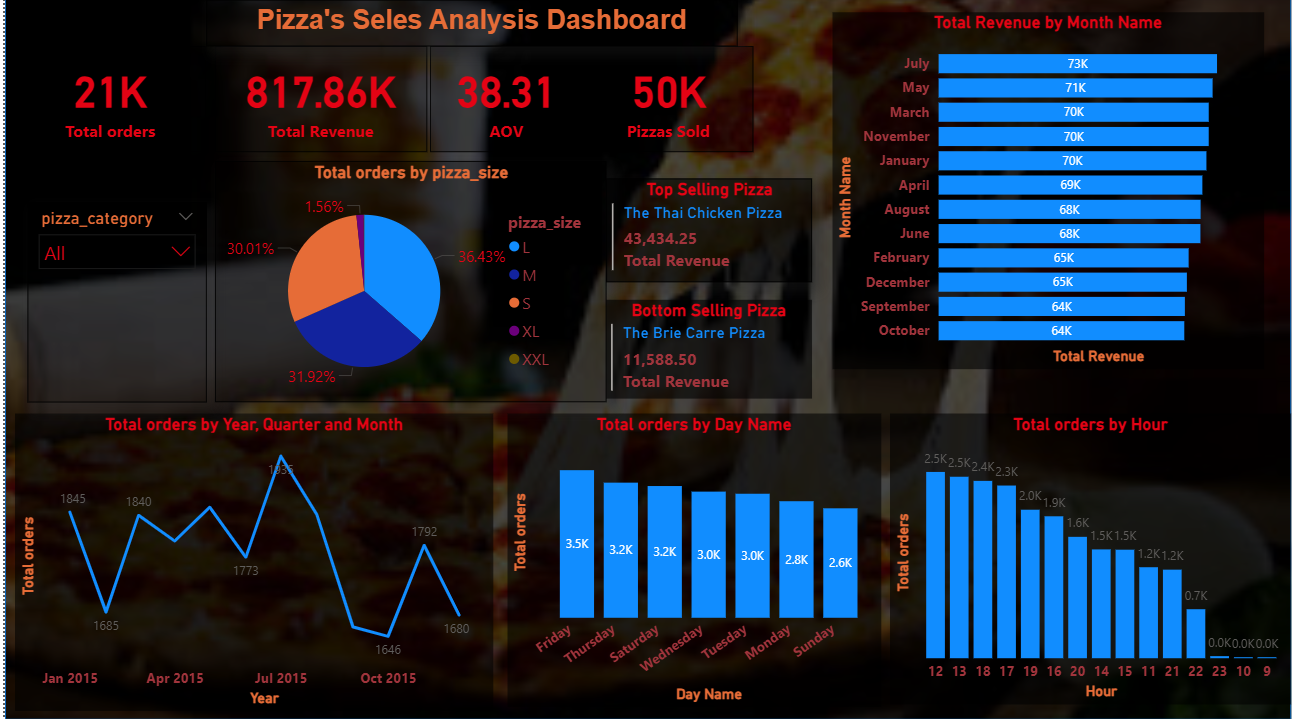 Pizza's Seles Analysis Dashboard
21K
Total orders
817.86K
Total Revenue
38.31
AOV
50K
Pizzas Sold
pizza_category
All
Total orders by pizza_size
1.56%
30.01%
36.43%
31.92%
pizza_size
L
M
S
XL
XXL
Top Selling Pizza
The Thai Chicken Pizza
43,434.25
Total Revenue
Bottom Selling Pizza
The Brie Carre Pizza
11,588.50
Total Revenue
Total Revenue by Month Name
Month Name
July 73K
May 71K
March 70K
November 70K
January 70K
April 69K
August 68K
June 68K
February 65K
December 65K
September 64K
October 64K
Total Revenue
Total orders by Year, Quarter and Month
Total orders
1845
1685
1840
1773
1935
1646
1792
1680
Jan 2015 Apr 2015 Jul 2015 Oct 2015
Year
Total orders by Day Name
Total orders
3.5K 3.2K 3.2K 3.0K 3.0K 2.8K 2.6K
Friday Thursday Saturday Wednesday Tuesday Monday Sunday
Day Name
Total orders by Hour
Total orders
2.5K 2.5K 2.4K 2.3K 2.0K 1.9K 1.6K 1.5K 1.5K 1.2K 1.2K 0.7K 0.0K 0.0K 0.0K
12 13 18 17 19 16 20 14 15 11 21 22 23 10 9
Hour